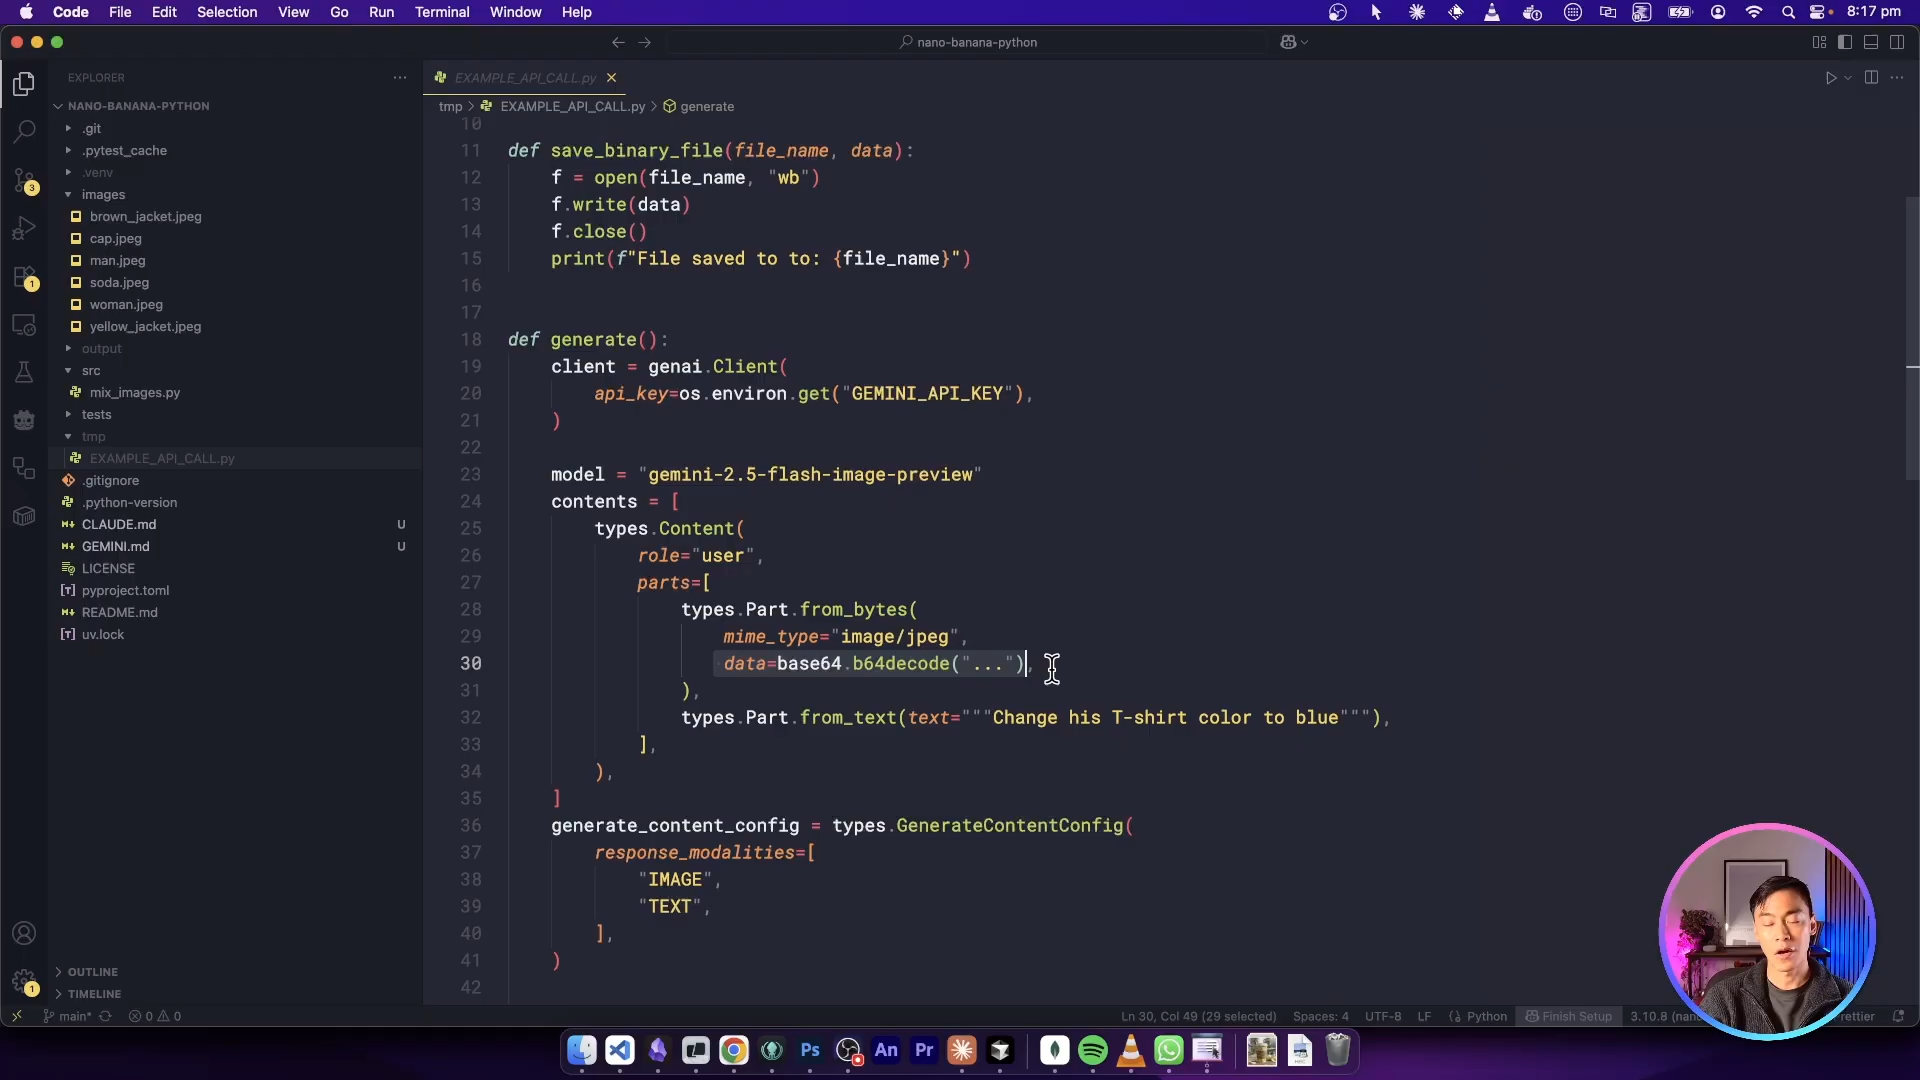 Code File Edit Selection View Go Run Terminal Window Help 8:17 pm
nano-banana-python
EXPLORER
NANO-BANANA-PYTHON
.git
.pytest_cache
.venv
images
brown_jacket.jpeg
cap.jpeg
man.jpeg
soda.jpeg
woman.jpeg
yellow_jacket.jpeg
output
src
mix_images.py
tests
tmp
EXAMPLE_API_CALL.py
.gitignore
.python-version
CLAUDE.md U
GEMINI.md U
LICENSE
pyproject.toml
README.md
uv.lock
OUTLINE
TIMELINE
3
1
1
EXAMPLE_API_CALL.py
tmp > EXAMPLE_API_CALL.py > generate
10
11 def save_binary_file(file_name, data):
12 f = open(file_name, "wb")
13 f.write(data)
14 f.close()
15 print(f"File saved to to: {file_name}")
16
17
18 def generate():
19 client = genai.Client(
20 api_key=os.environ.get("GEMINI_API_KEY"),
21 )
22
23 model = "gemini-2.5-flash-image-preview"
24 contents = [
25 types.Content(
26 role="user",
27 parts=[
28 types.Part.from_bytes(
29 mime_type="image/jpeg",
30 data=base64.b64decode("..."),
31 ),
32 types.Part.from_text(text="""Change his T-shirt color to blue"""),
33 ],
34 ),
35 ]
36 generate_content_config = types.GenerateContentConfig(
37 response_modalities=[
38 "IMAGE",
39 "TEXT",
40 ],
41 )
42
main* 0 0 Ln 30, Col 49 (29 selected) Spaces: 4 UTF-8 LF Python Finish Setup 3.10.8
Ps An Pr